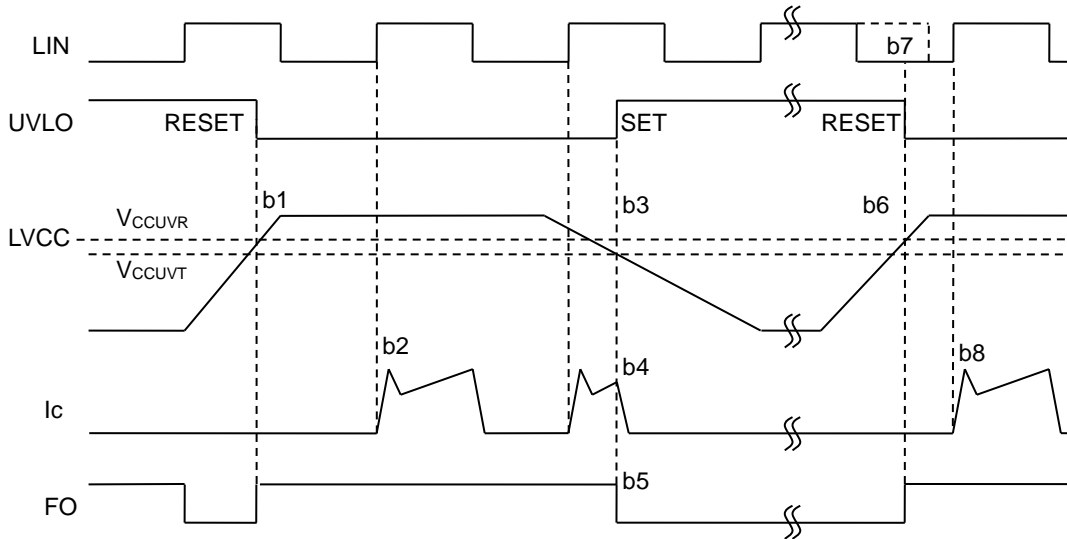 LIN
b7
UVLO
RESET
SET
RESET
b1
b3
b6
VCCUVR
LVCC
VCCUVT
b2
b4
b8
Ic
b5
FO